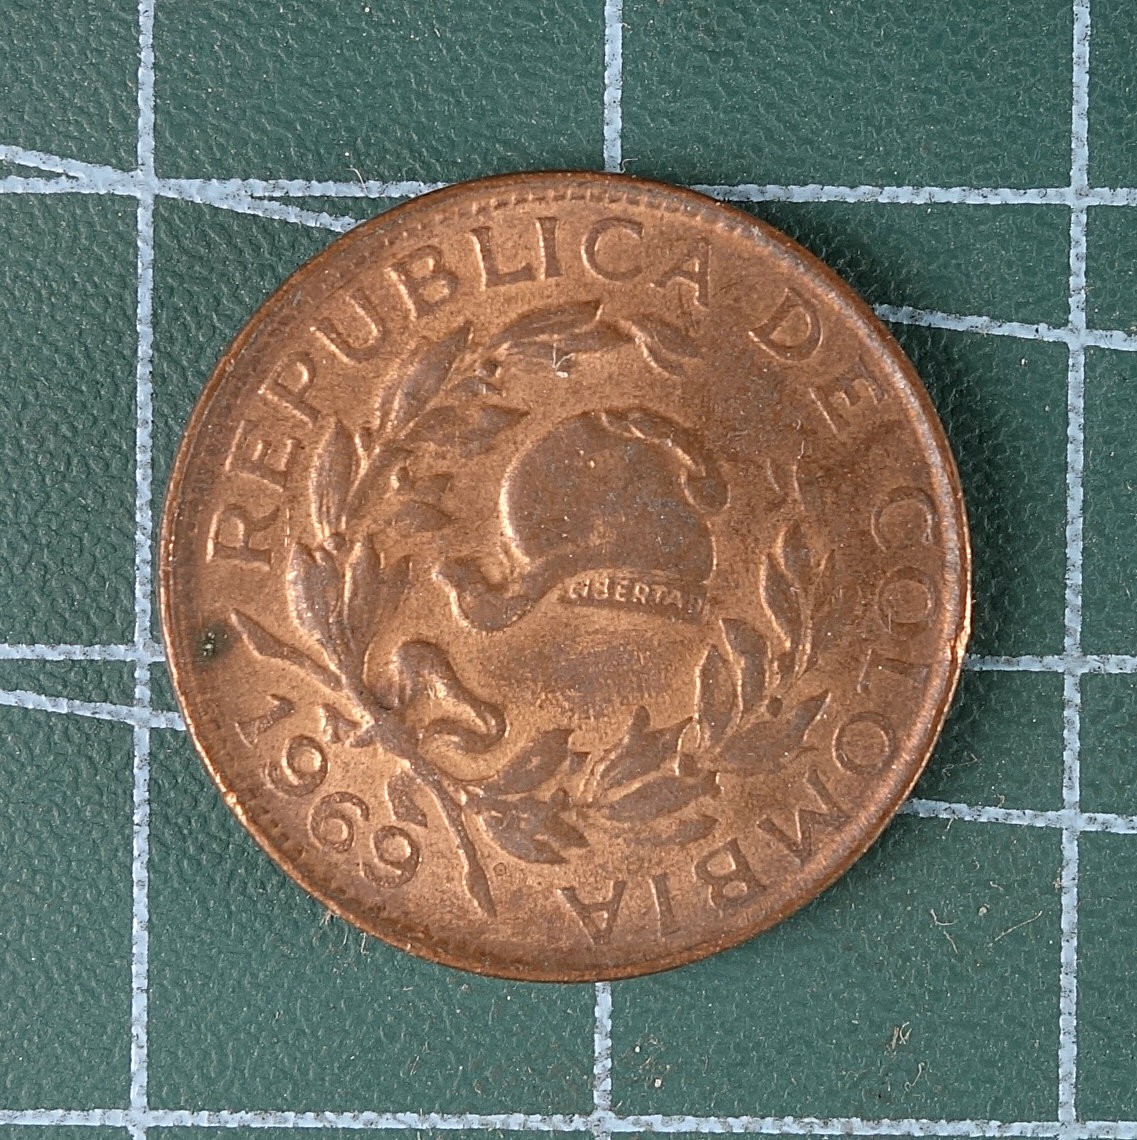 REPUBLICA DE COLOMBIA
LIBERTAD
1969